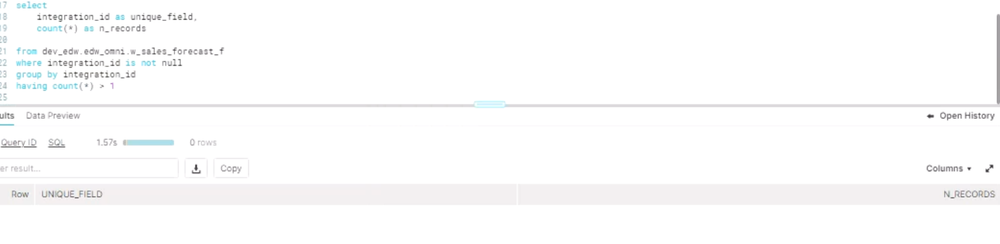 17 select
18 integration_id as unique_field,
19 count(*) as n_records
20
21 from dev_edw.edw_omni.w_sales_forecast_f
22 where integration_id is not null
23 group by integration_id
24 having count(*) > 1
25
ults Data Preview Open History
Query ID SQL 1.57s 0 rows
er result... Copy Columns
Row UNIQUE_FIELD N_RECORDS